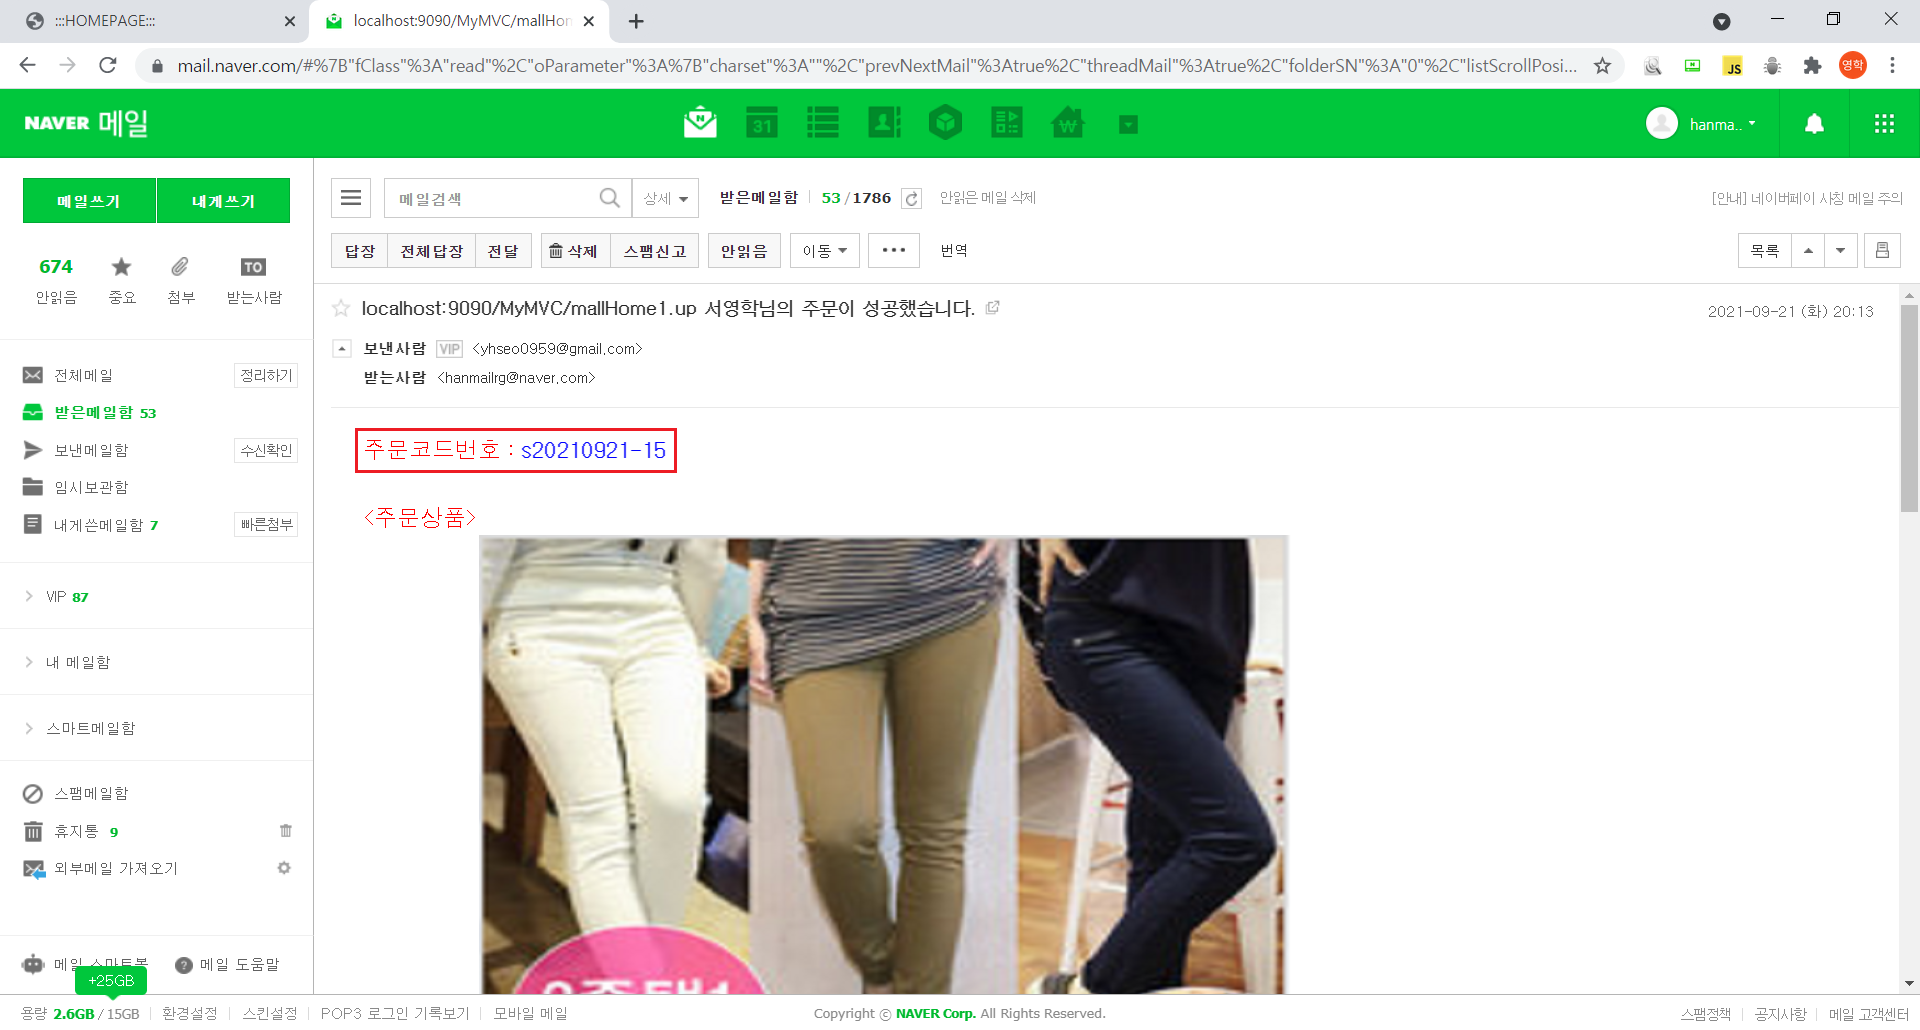 :::HOMEPAGE:::
localhost:9090/MyMVC/mallHon
mail.naver.com/#%7B"fClass"%3A"read"%2C"oParameter"%3A%7B"charset"%3A""%2C"prevNextMail"%3Atrue%2C"threadMail"%3Atrue%2C"folderSN"%3A"0"%2C"listScrollPosi...
JS
영학
NAVER 메일
31
hanma..
메일쓰기 내게쓰기
메일검색 상세
받은메일함 53 / 1786
안읽은 메일 삭제
[안내] 네이버페이 사칭 메일 주의
답장 전체답장 전달 삭제 스팸신고 안읽음 이동 ••• 번역
목록
674 TO
안읽음 중요 첨부 받는사람
localhost:9090/MyMVC/mallHome1.up 서영학님의 주문이 성공했습니다.
2021-09-21 (화) 20:13
보낸사람 VIP <yhseo0959@gmail.com>
받는사람 <hanmailrg@naver.com>
전체메일 정리하기
받은메일함 53
보낸메일함 수신확인
임시보관함
내게쓴메일함 7 빠른첨부
VIP 87
내 메일함
스마트메일함
스팸메일함
휴지통 9
외부메일 가져오기
주문코드번호 : s20210921-15
<주문상품>
메일 스마트봇 메일 도움말
+25GB
용량 2.6GB / 15GB 환경설정 스킨설정 POP3 로그인 기록보기 모바일 메일
Copyright © NAVER Corp. All Rights Reserved.
스팸정책 공지사항 메일 고객센터